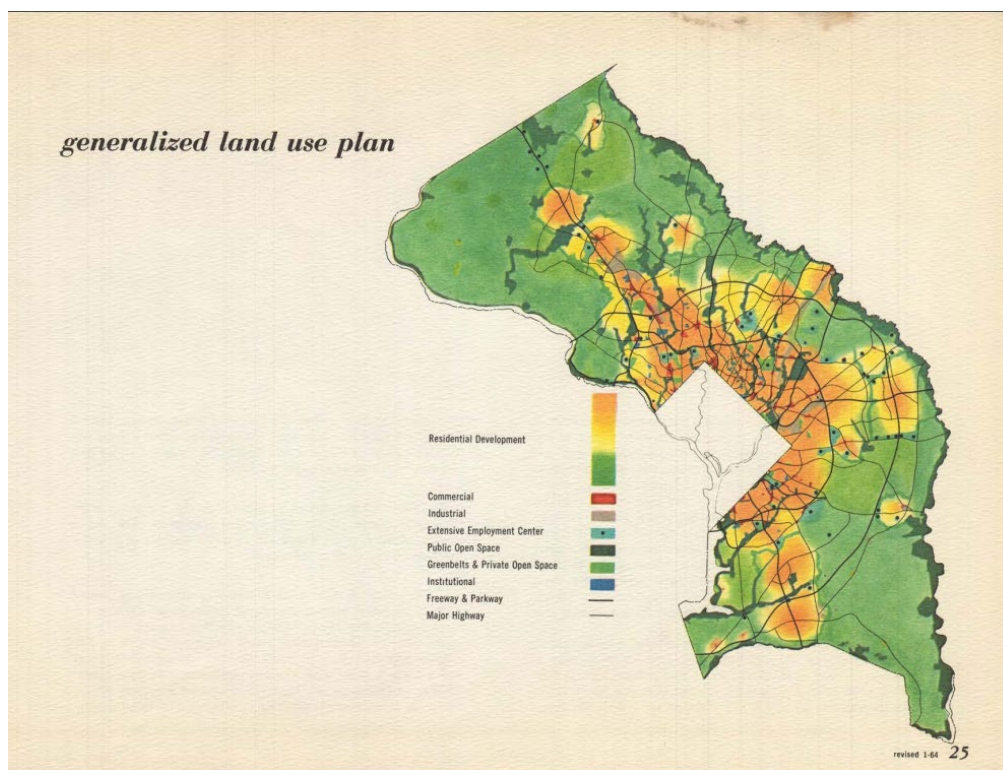 generalized land use plan
Residential Development
Commercial
Industrial
Extensive Employment Center
Public Open Space
Greenbelts & Private Open Space
Institutional
Freeway & Parkway
Major Highway
revised 1-64 25